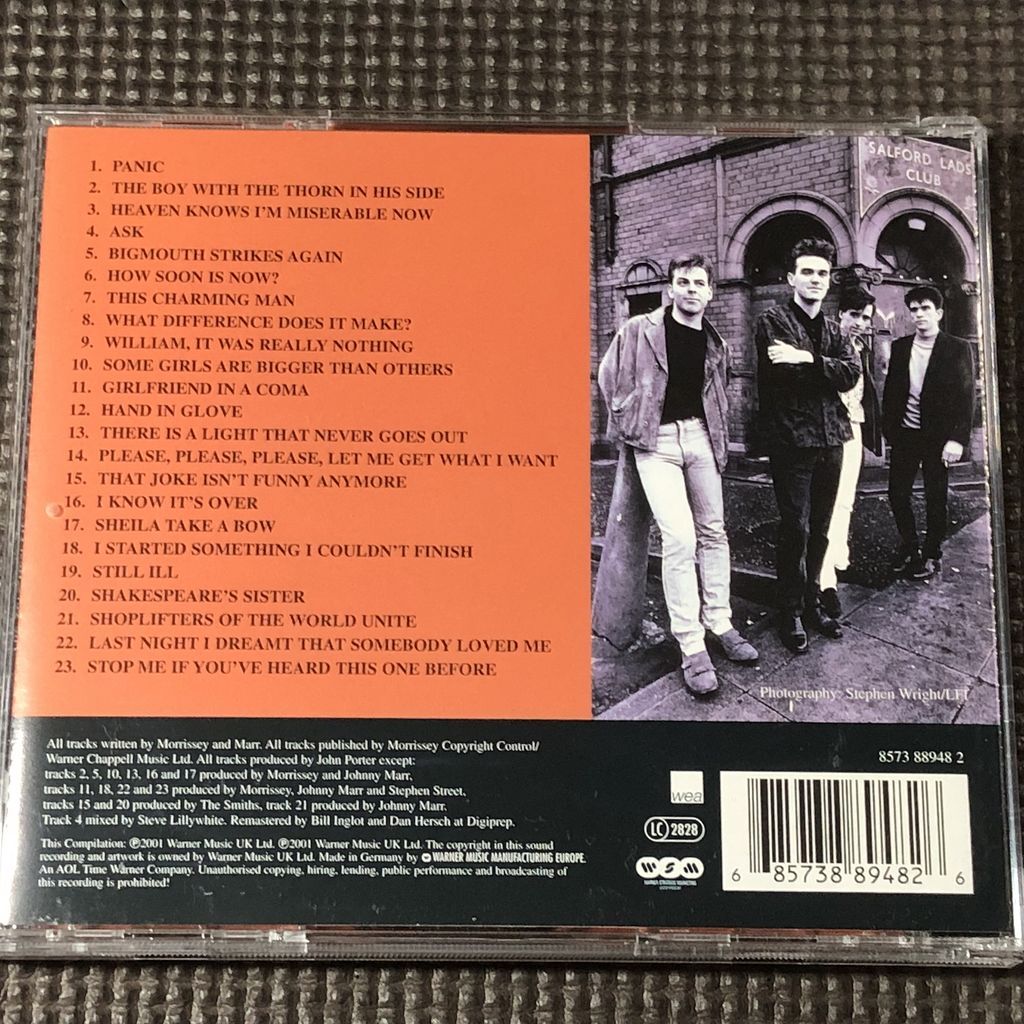 1. PANIC
2. THE BOY WITH THE THORN IN HIS SIDE
3. HEAVEN KNOWS I'M MISERABLE NOW
4. ASK
5. BIGMOUTH STRIKES AGAIN
6. HOW SOON IS NOW?
7. THIS CHARMING MAN
8. WHAT DIFFERENCE DOES IT MAKE?
9. WILLIAM, IT WAS REALLY NOTHING
10. SOME GIRLS ARE BIGGER THAN OTHERS
11. GIRLFRIEND IN A COMA
12. HAND IN GLOVE
13. THERE IS A LIGHT THAT NEVER GOES OUT
14. PLEASE, PLEASE, PLEASE, LET ME GET WHAT I WANT
15. THAT JOKE ISN'T FUNNY ANYMORE
16. I KNOW IT'S OVER
17. SHEILA TAKE A BOW
18. I STARTED SOMETHING I COULDN'T FINISH
19. STILL ILL
20. SHAKESPEARE'S SISTER
21. SHOPLIFTERS OF THE WORLD UNITE
22. LAST NIGHT I DREAMT THAT SOMEBODY LOVED ME
23. STOP ME IF YOU'VE HEARD THIS ONE BEFORE
SALFORD LADS
CLUB
Photography: Stephen Wright/LFI
All tracks written by Morrissey and Marr. All tracks published by Morrissey Copyright Control/
Warner Chappell Music Ltd. All tracks produced by John Porter except:
tracks 2, 5, 10, 13, 16 and 17 produced by Morrissey and Johnny Marr,
tracks 11, 18, 22 and 23 produced by Morrissey, Johnny Marr and Stephen Street,
tracks 15 and 20 produced by The Smiths, track 21 produced by Johnny Marr.
Track 4 mixed by Steve Lillywhite. Remastered by Bill Inglot and Dan Hersch at Digiprep.
This Compilation: ℗2001 Warner Music UK Ltd. ℗2001 Warner Music UK Ltd. The copyright in this sound
recording and artwork is owned by Warner Music UK Ltd. Made in Germany by WARNER MUSIC MANUFACTURING EUROPE.
An AOL Time Warner Company. Unauthorised copying, hiring, lending, public performance and broadcasting of
this recording is prohibited!
8573 88948 2
wea
LC 2828
WSM
6 85738 89482 6